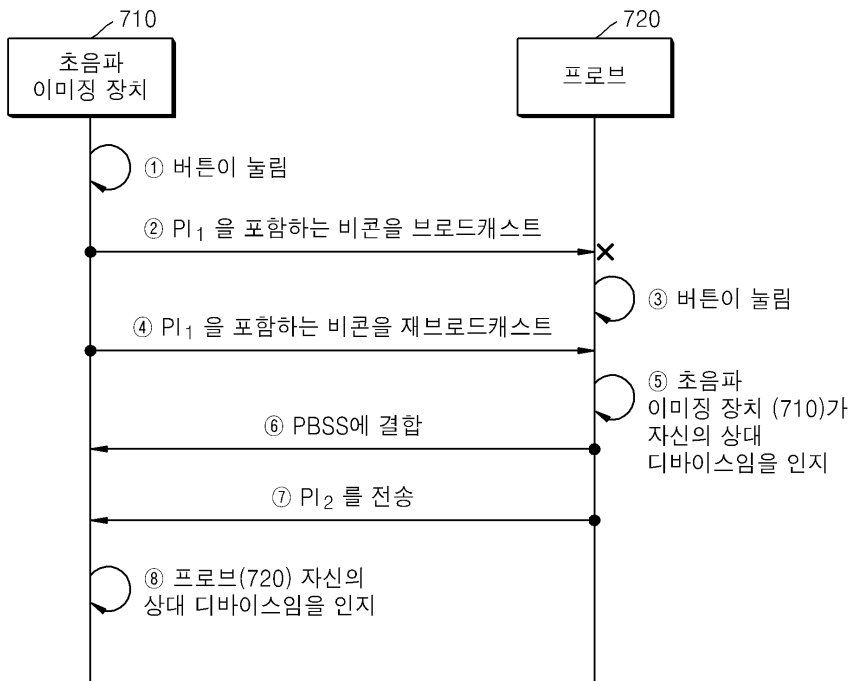 710
초음파
이미징 장치
720
프로브
① 버튼이 눌림
② PI₁ 을 포함하는 비콘을 브로드캐스트
③ 버튼이 눌림
④ PI₁ 을 포함하는 비콘을 재브로드캐스트
⑤ 초음파
이미징 장치 (710)가
자신의 상대
디바이스임을 인지
⑥ PBSS에 결합
⑦ PI₂ 를 전송
⑧ 프로브(720) 자신의
상대 디바이스임을 인지